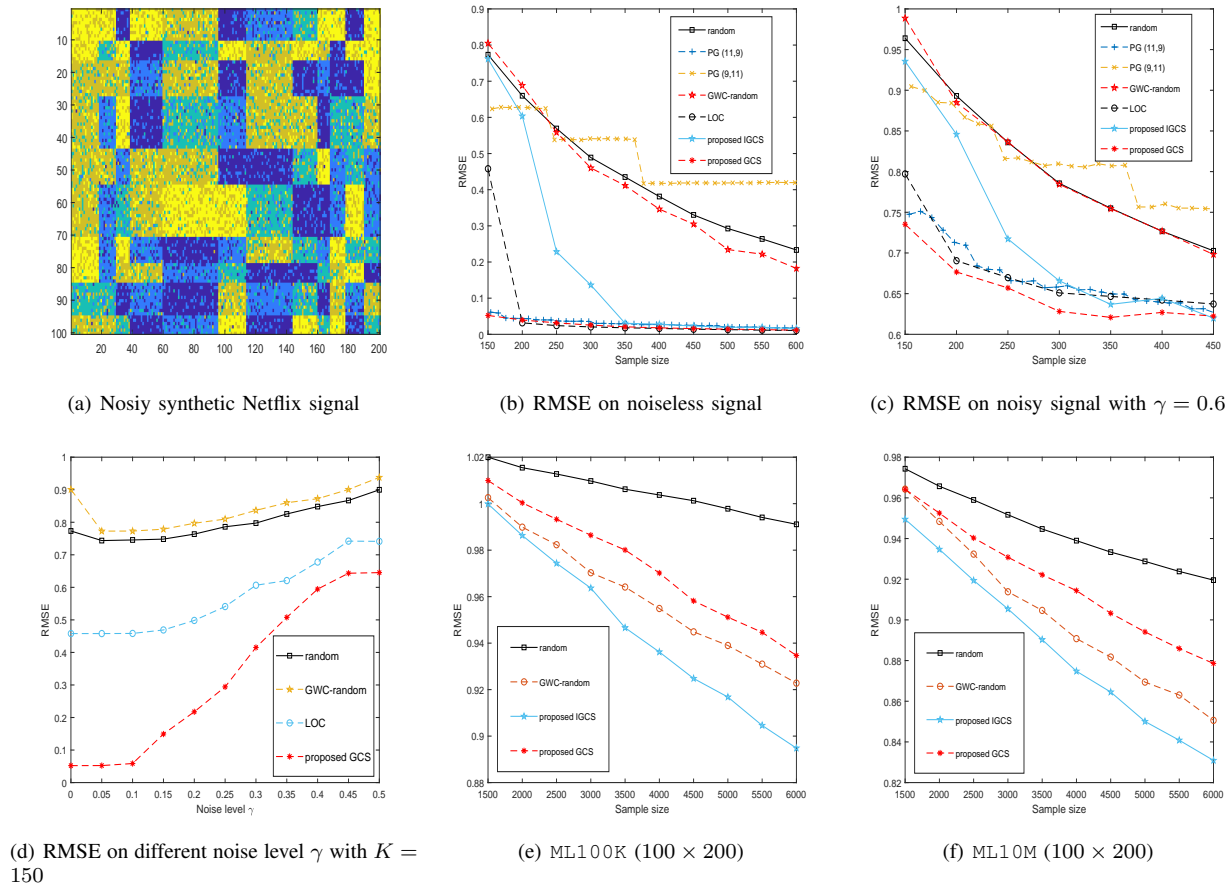 10
20
30
40
50
60
70
80
90
100
20 40 60 80 100 120 140 160 180 200
(a) Nosiy synthetic Netflix signal
0.9
0.8
0.7
0.6
0.5
0.4
0.3
0.2
0.1
0
RMSE
150 200 250 300 350 400 450 500 550 600
Sample size
random
PG (11,9)
PG (9,11)
GWC-random
LOC
proposed IGCS
proposed GCS
(b) RMSE on noiseless signal
1
0.95
0.9
0.85
0.8
0.75
0.7
0.65
0.6
RMSE
150 200 250 300 350 400 450
Sample size
random
PG (11,9)
PG (9,11)
GWC-random
LOC
proposed IGCS
proposed GCS
(c) RMSE on noisy signal with γ = 0.6
1
0.9
0.8
0.7
0.6
0.5
0.4
0.3
0.2
0.1
0
RMSE
0 0.05 0.1 0.15 0.2 0.25 0.3 0.35 0.4 0.45 0.5
Noise level γ
random
GWC-random
LOC
proposed GCS
(d) RMSE on different noise level γ with K =
150
1.02
1
0.98
0.96
0.94
0.92
0.9
0.88
RMSE
1500 2000 2500 3000 3500 4000 4500 5000 5500 6000
Sample size
random
GWC-random
proposed IGCS
proposed GCS
(e) ML100K (100 × 200)
0.98
0.96
0.94
0.92
0.9
0.88
0.86
0.84
0.82
RMSE
1500 2000 2500 3000 3500 4000 4500 5000 5500 6000
Sample size
random
GWC-random
proposed IGCS
proposed GCS
(f) ML10M (100 × 200)